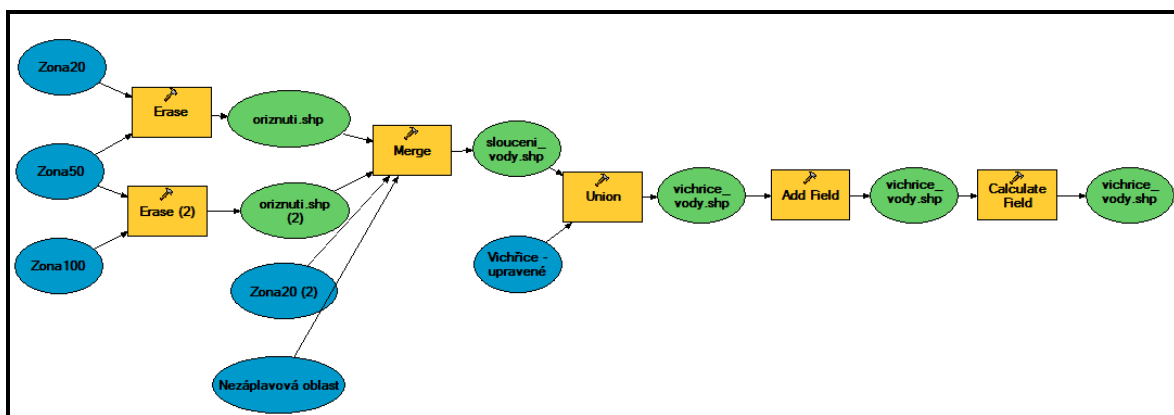 Zona20
Erase
oriznuti.shp
Merge
slouceni_
vody.shp
Zona50
Erase (2)
oriznuti.shp
(2)
Union
vichrice_
vody.shp
Add Field
vichrice_
vody.shp
Calculate
Field
vichrice_
vody.shp
Zona100
Zona20 (2)
Vichřice -
upravené
Nezáplavová oblast